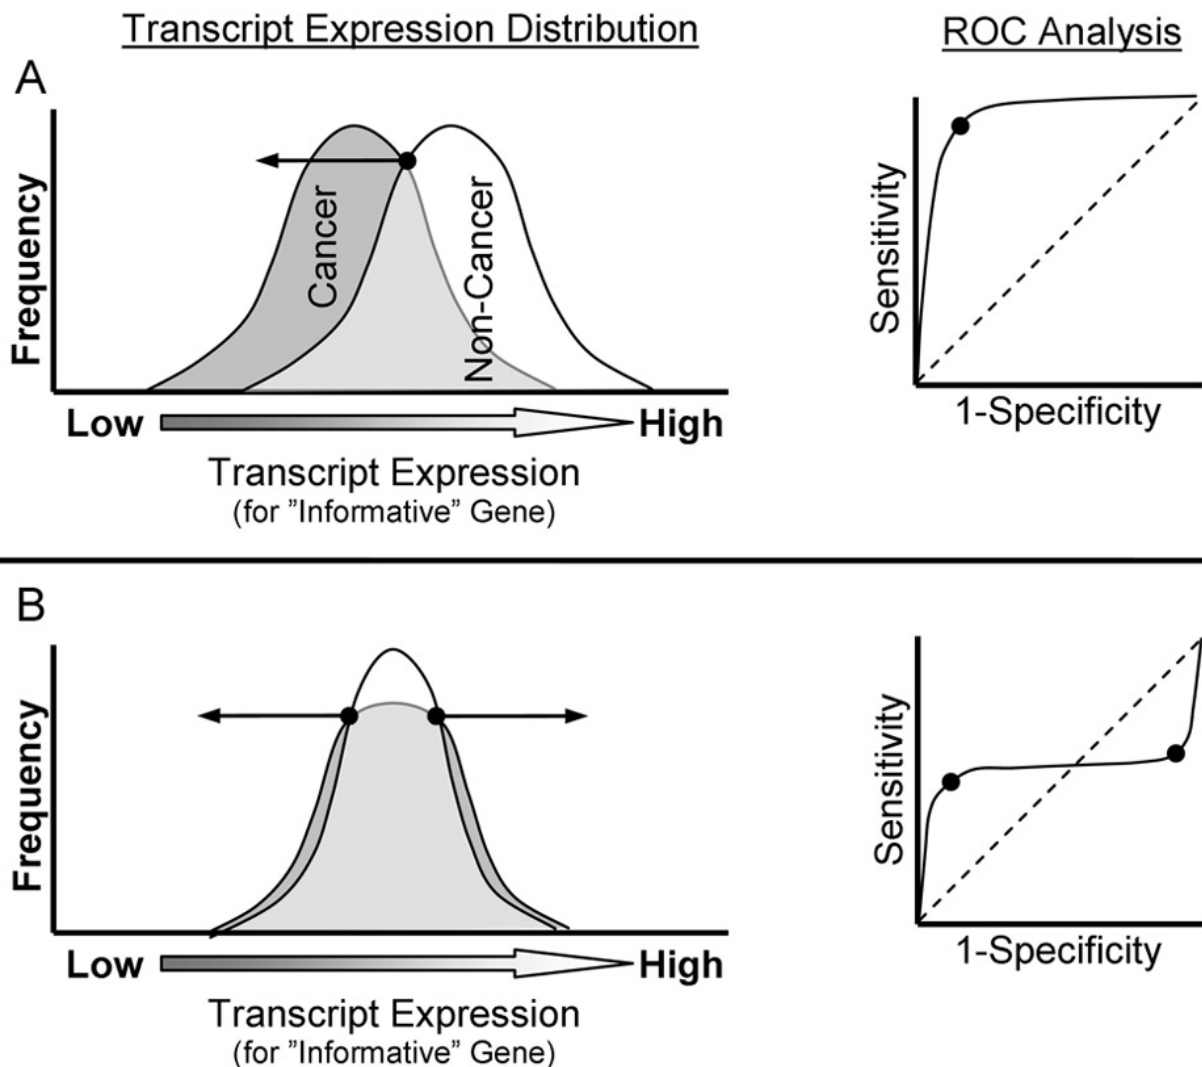 Transcript Expression Distribution
ROC Analysis
A
Frequency
Cancer
Non-Cancer
Low
High
Transcript Expression
(for ”Informative” Gene)
Sensitivity
1-Specificity
B
Frequency
Low
High
Transcript Expression
(for ”Informative” Gene)
Sensitivity
1-Specificity